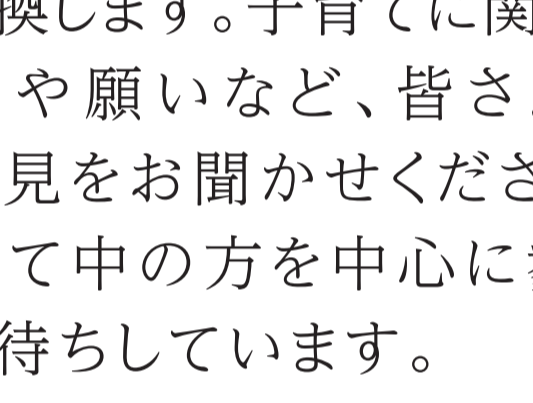 換します。子育てに関
や願いなど、皆さ
見をお聞かせくださ
て中の方を中心に
待ちしています。